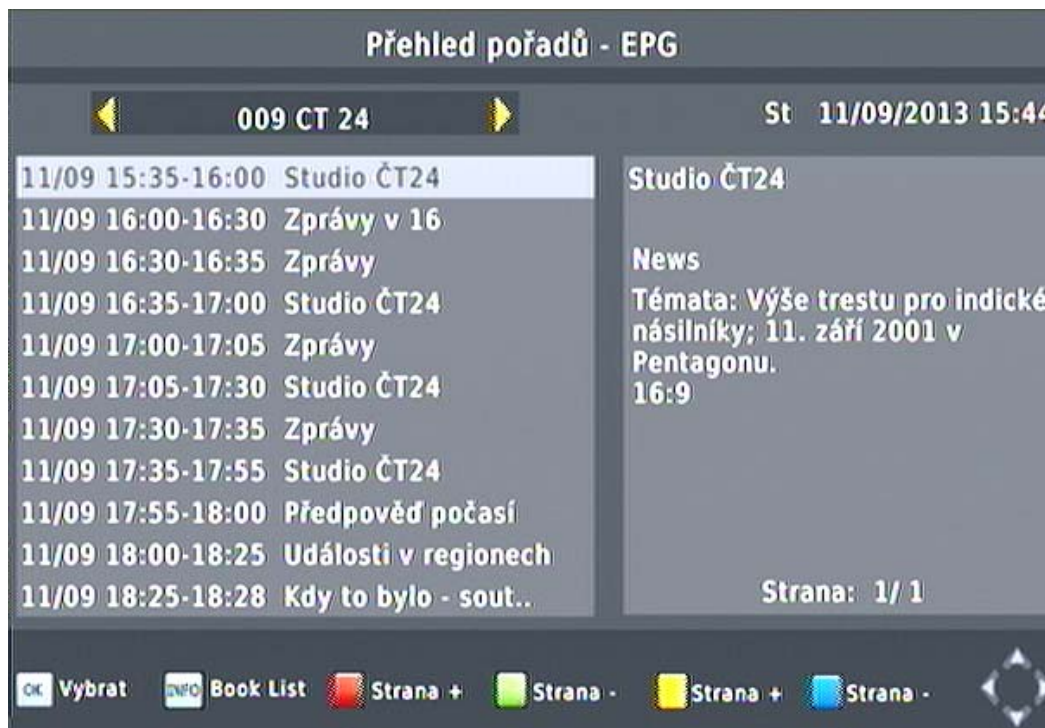 Přehled pořadů - EPG
009 CT 24
St 11/09/2013 15:44
11/09 15:35-16:00 Studio ČT24
11/09 16:00-16:30 Zprávy v 16
11/09 16:30-16:35 Zprávy
11/09 16:35-17:00 Studio ČT24
11/09 17:00-17:05 Zprávy
11/09 17:05-17:30 Studio ČT24
11/09 17:30-17:35 Zprávy
11/09 17:35-17:55 Studio ČT24
11/09 17:55-18:00 Předpověď počasí
11/09 18:00-18:25 Události v regionech
11/09 18:25-18:28 Kdy to bylo - sout..
Studio ČT24
News
Témata: Výše trestu pro indické
násilníky; 11. září 2001 v
Pentagonu.
16:9
Strana: 1/ 1
OK Vybrat INFO Book List Strana + Strana - Strana + Strana -